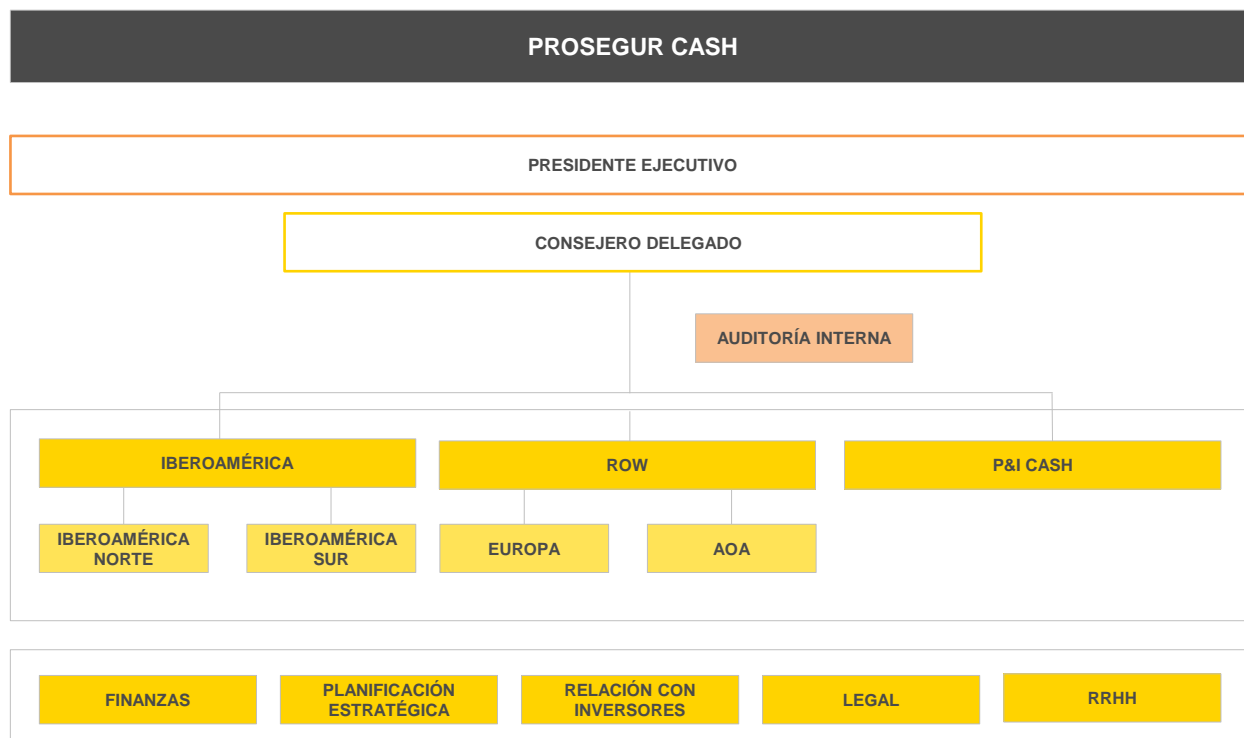 PROSEGUR CASH
PRESIDENTE EJECUTIVO
CONSEJERO DELEGADO
AUDITORÍA INTERNA
IBEROAMÉRICA
ROW
P&I CASH
IBEROAMÉRICA
NORTE
IBEROAMÉRICA
SUR
EUROPA
AOA
FINANZAS
PLANIFICACIÓN
ESTRATÉGICA
RELACIÓN CON
INVERSORES
LEGAL
RRHH